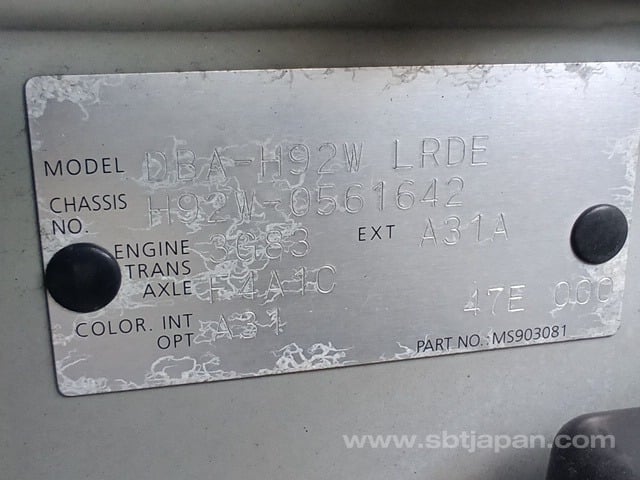 MODEL DBA-H92W LRDE
CHASSIS NO. H92W-0561642
ENGINE 3G83 EXT A31A
TRANS AXLE F4A1C
COLOR. INT OPT A31 47E 00C
PART NO.: MS903081
www.sbtjapan.com